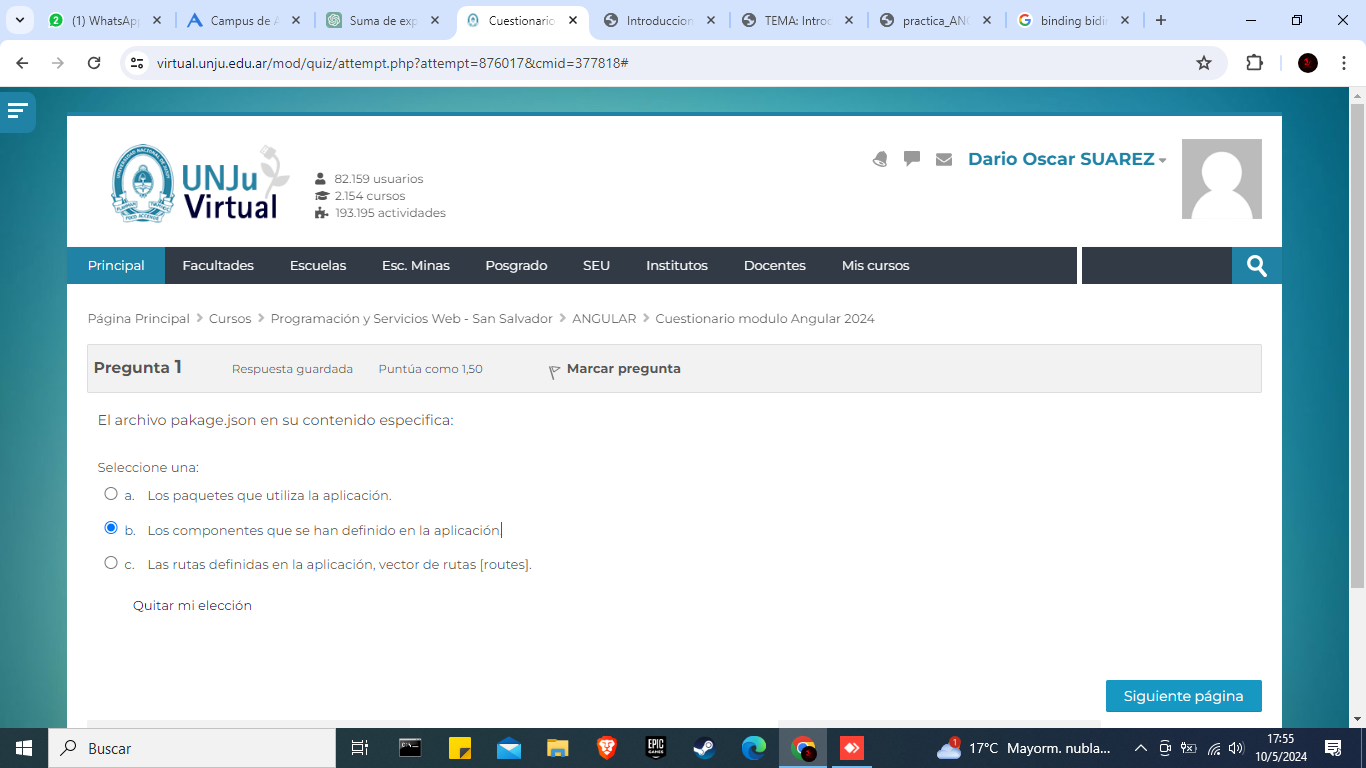 (1) WhatsAp
Campus de A
Suma de exp
Cuestionario
Introduccion
TEMA: Introd
practica_AN
binding bidi
virtual.unju.edu.ar/mod/quiz/attempt.php?attempt=876017&cmid=377818#
UNJu
Virtual
82.159 usuarios
2.154 cursos
193.195 actividades
Dario Oscar SUAREZ
Principal
Facultades
Escuelas
Esc. Minas
Posgrado
SEU
Institutos
Docentes
Mis cursos
Página Principal > Cursos > Programación y Servicios Web - San Salvador > ANGULAR > Cuestionario modulo Angular 2024
Pregunta 1
Respuesta guardada
Puntúa como 1,50
Marcar pregunta
El archivo pakage.json en su contenido especifica:
Seleccione una:
a. Los paquetes que utiliza la aplicación.
b. Los componentes que se han definido en la aplicación.
c. Las rutas definidas en la aplicación, vector de rutas [routes].
Quitar mi elección
Siguiente página
Buscar
EPIC
GAMES
1
17°C Mayorm. nubla...
17:55
10/5/2024